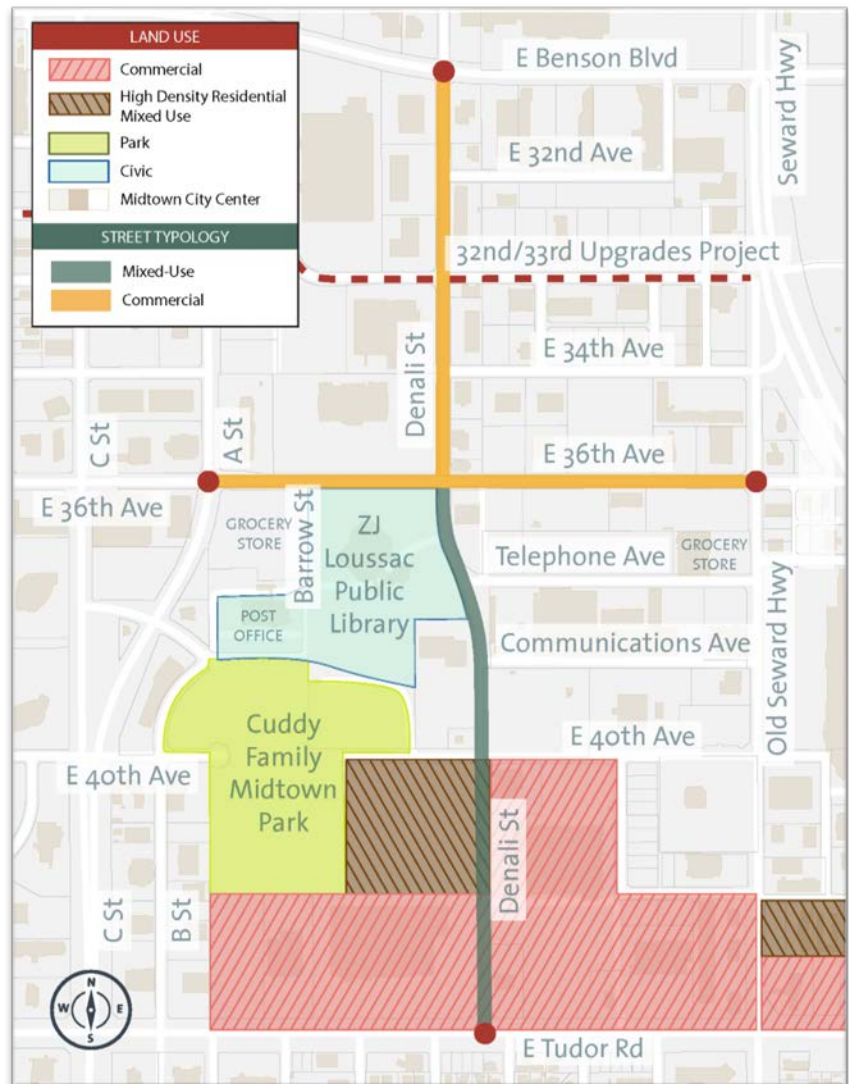 LAND USE
Commercial
High Density Residential
Mixed Use
Park
Civic
Midtown City Center
STREET TYPOLOGY
Mixed-Use
Commercial
E Benson Blvd
E 32nd Ave
Seward Hwy
32nd/33rd Upgrades Project
E 34th Ave
Denali St
C St
A St
E 36th Ave
E 36th Ave
Barrow St
GROCERY
STORE
ZJ
Loussac
Public
Library
Telephone Ave
GROCERY
STORE
POST
OFFICE
Communications Ave
Old Seward Hwy
Cuddy
Family
Midtown
Park
E 40th Ave
E 40th Ave
Denali St
C St
B St
N
W
E
S
E Tudor Rd